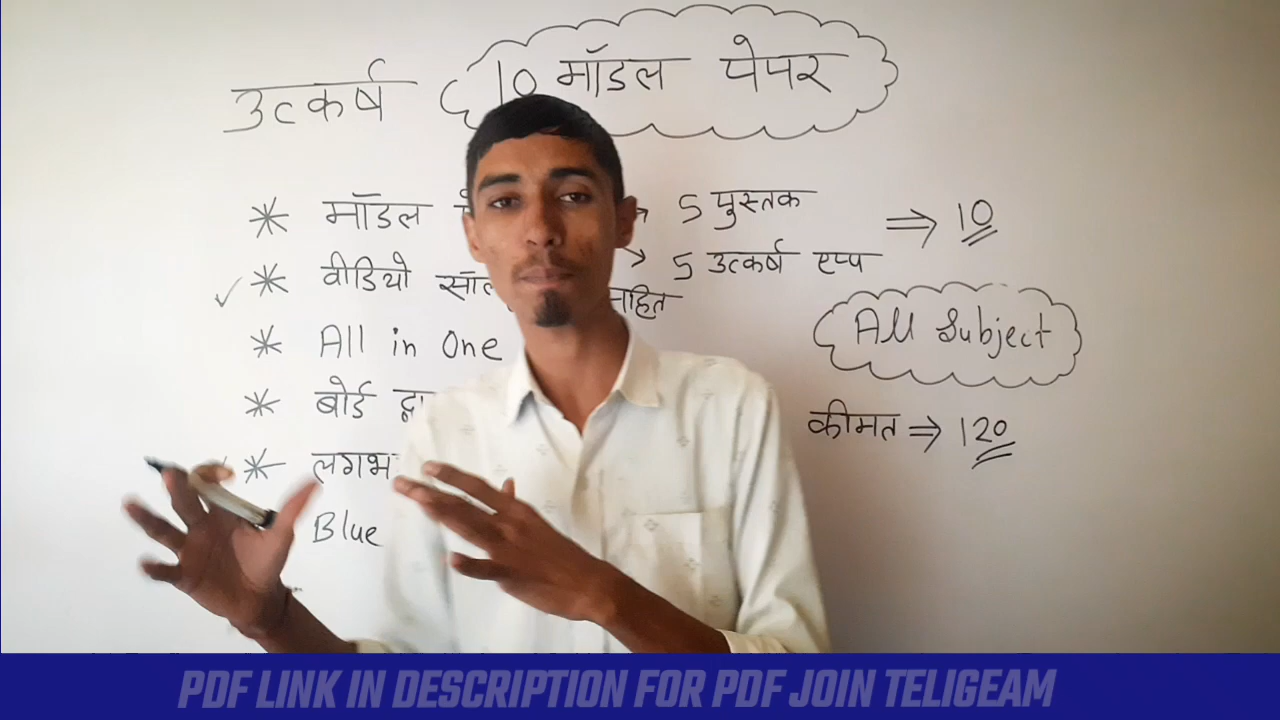 उत्कर्ष 10 मॉडल पेपर
* मॉडल
5 पुस्तक
⇒ 10
5 उत्कर्ष एप्प
✓ * वीडियो
All Subject
* All in One
* बोर्ड
कीमत ⇒ 120
*
Blue
PDF LINK IN DESCRIPTION FOR PDF JOIN TELIGEAM